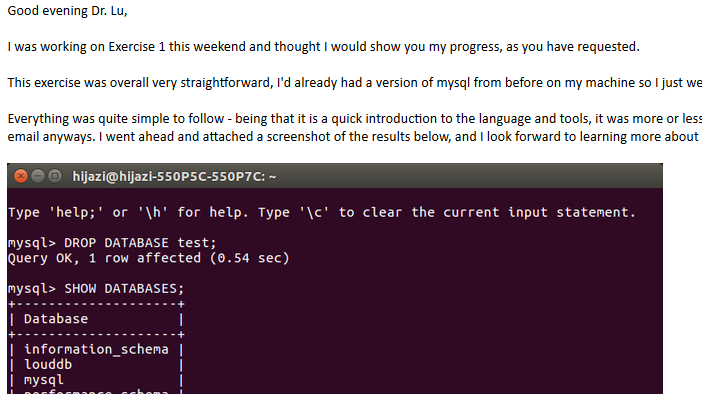 Good evening Dr. Lu,
I was working on Exercise 1 this weekend and thought I would show you my progress, as you have requested.
This exercise was overall very straightforward, I'd already had a version of mysql from before on my machine so I just we
Everything was quite simple to follow - being that it is a quick introduction to the language and tools, it was more or less
email anyways. I went ahead and attached a screenshot of the results below, and I look forward to learning more about
hijazi@hijazi-550P5C-550P7C: ~
Type 'help;' or '\h' for help. Type '\c' to clear the current input statement.
mysql> DROP DATABASE test;
Query OK, 1 row affected (0.54 sec)
mysql> SHOW DATABASES;
+--------------------+
| Database           |
+--------------------+
| information_schema |
| louddb             |
| mysql              |
| performance_schema |